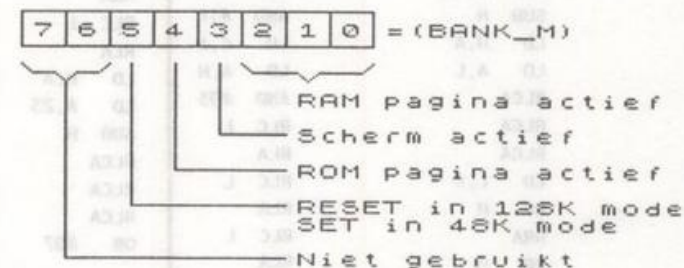 7 6 5 4 3 2 1 0 = (BANK_M)
RAM pagina actief
Scherm actief
ROM pagina actief
RESET in 128K mode
SET in 48K mode
Niet gebruikt